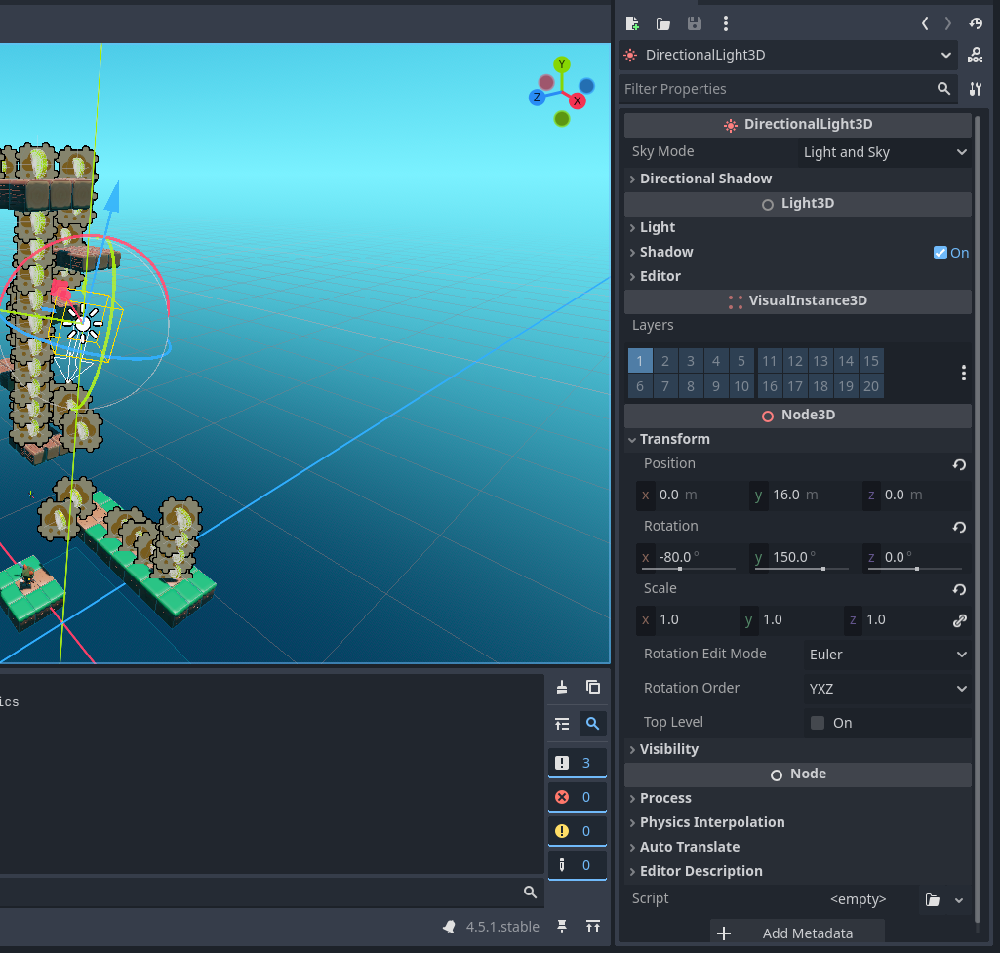 DirectionalLight3D
DOC
Filter Properties
Y
Z
X
DirectionalLight3D
Sky Mode
Light and Sky
Directional Shadow
Light3D
Light
Shadow
On
Editor
VisualInstance3D
Layers
1 2 3 4 5 11 12 13 14 15
6 7 8 9 10 16 17 18 19 20
Node3D
Transform
Position
x 0.0 m y 16.0 m z 0.0 m
Rotation
x -80.0 ° y 150.0 ° z 0.0 °
Scale
x 1.0 y 1.0 z 1.0
Rotation Edit Mode Euler
Rotation Order YXZ
Top Level On
Visibility
Node
Process
Physics Interpolation
Auto Translate
Editor Description
Script <empty>
Add Metadata
ics
3
0
0
0
4.5.1.stable